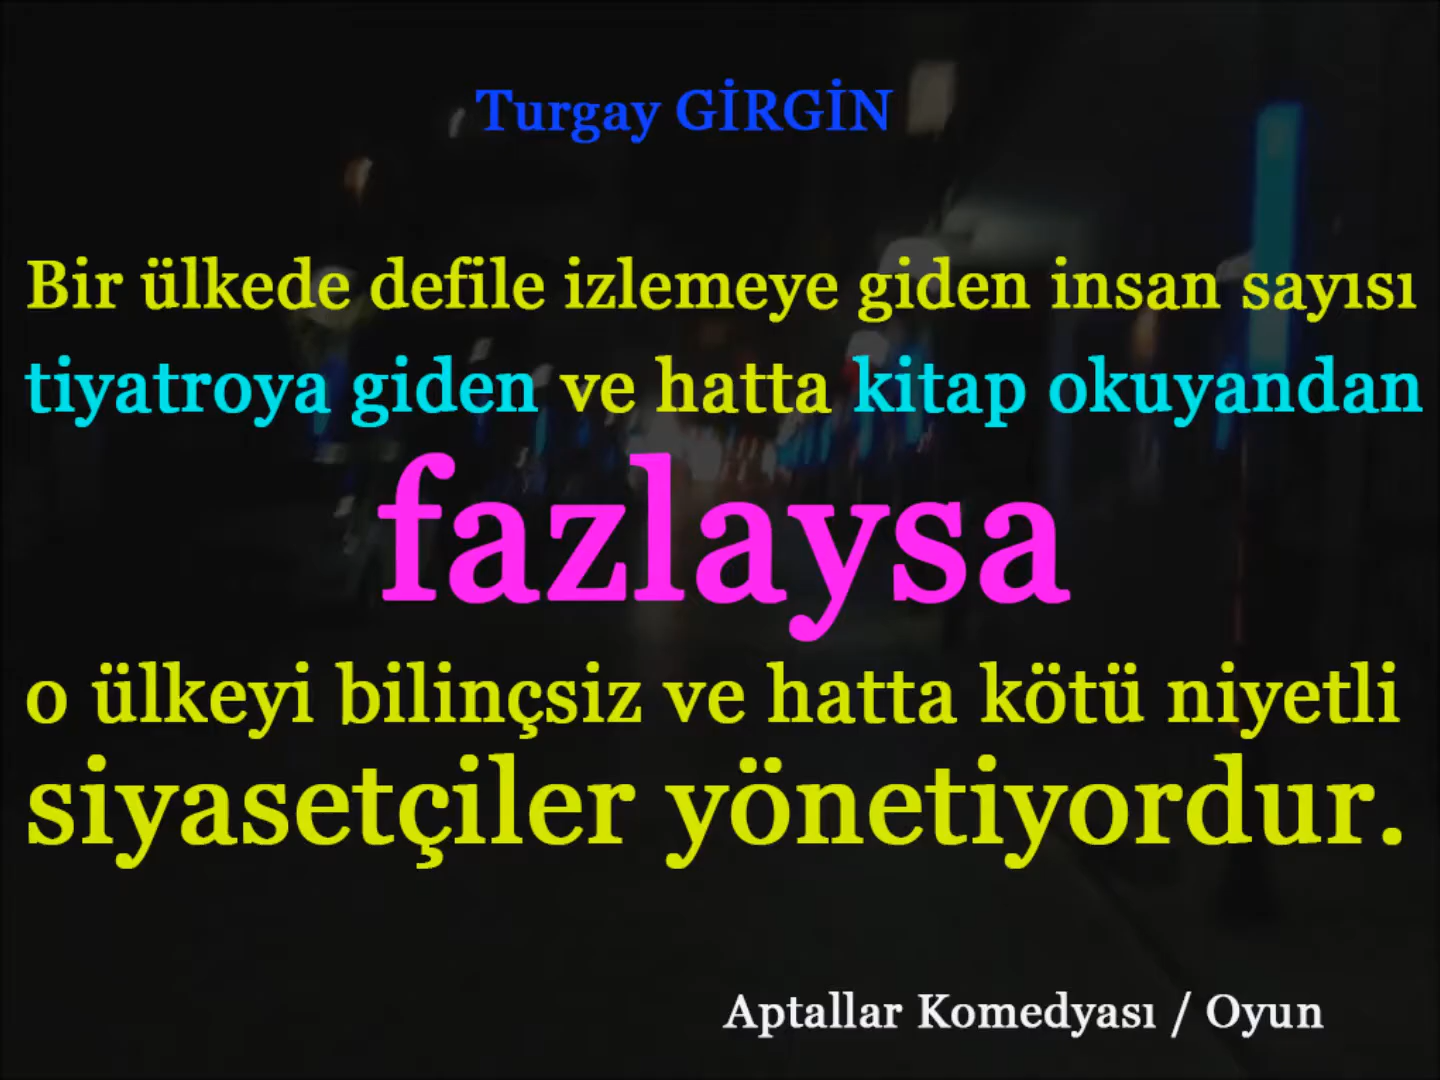 Turgay GİRGİN
Bir ülkede defile izlemeye giden insan sayısı
tiyatroya giden ve hatta kitap okuyandan
fazlaysa
o ülkeyi bilinçsiz ve hatta kötü niyetli
siyasetçiler yönetiyordur.
Aptallar Komedyası / Oyun